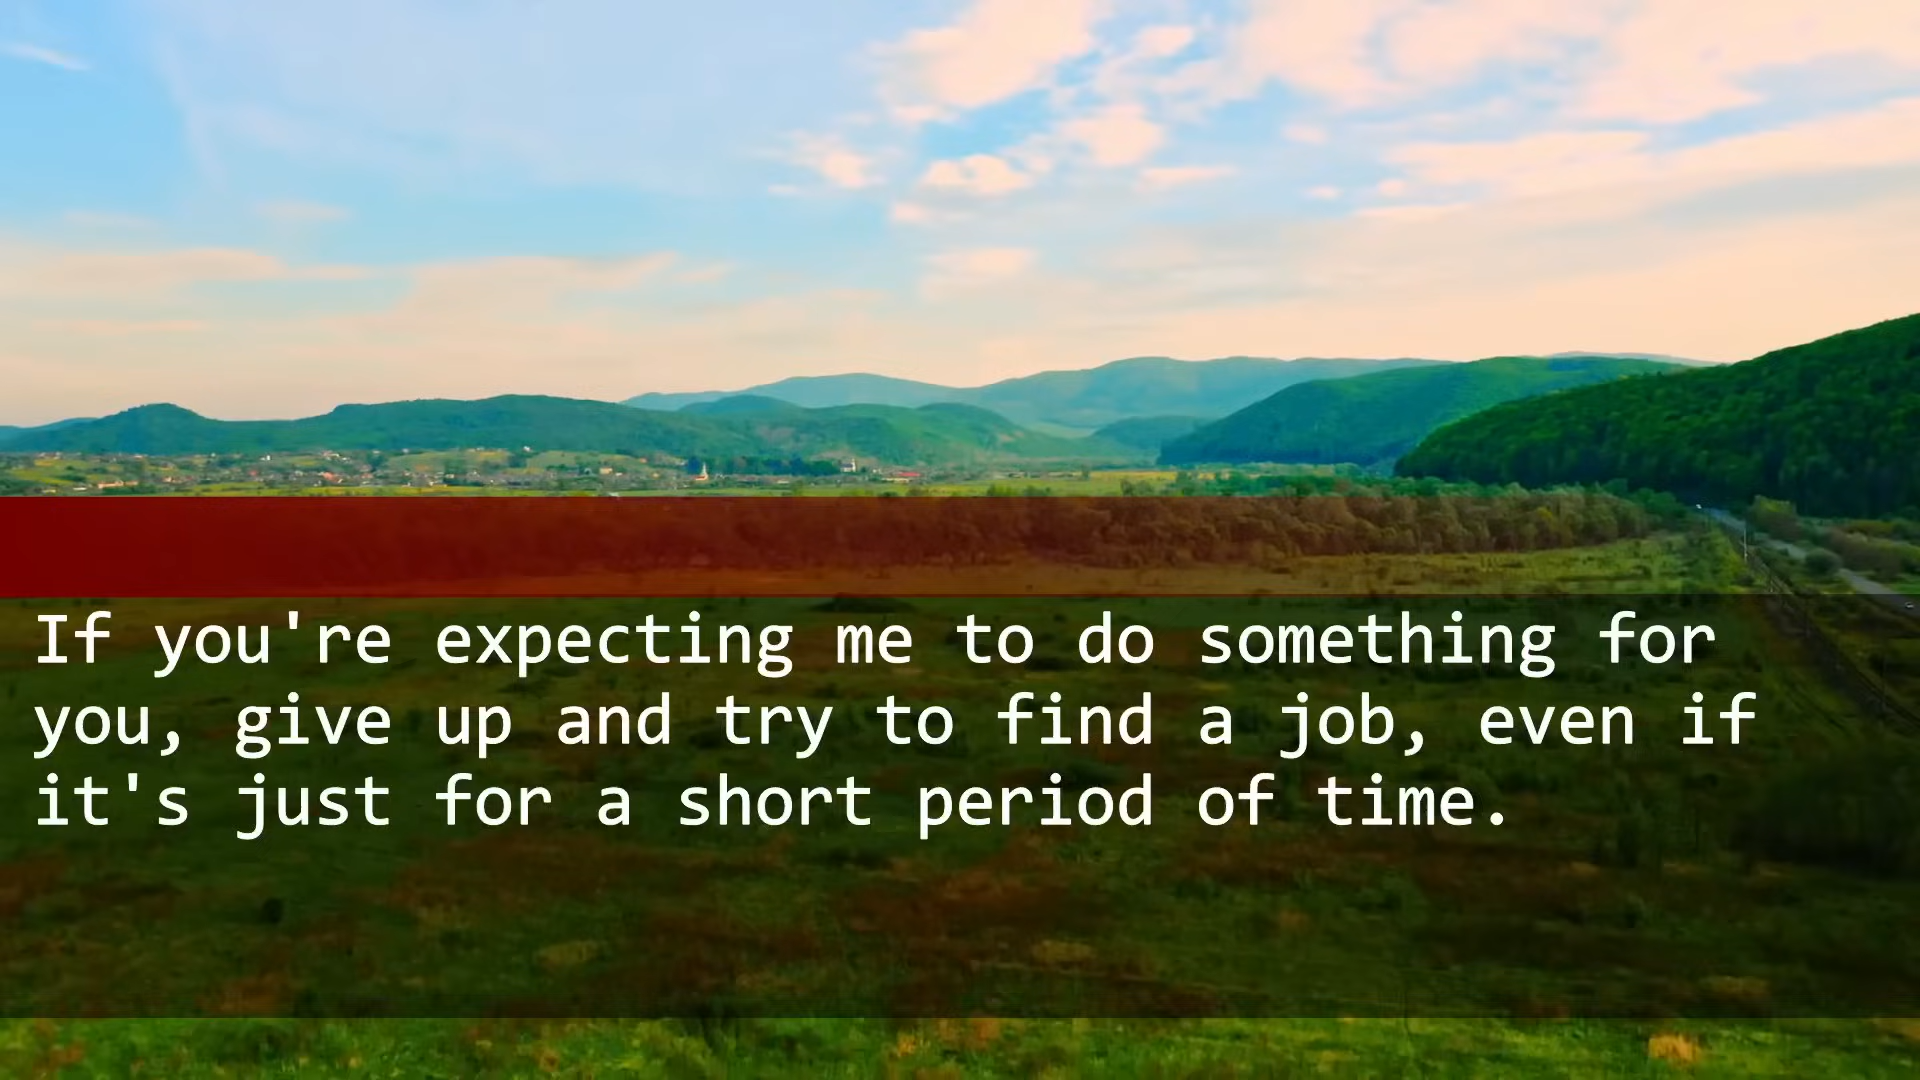 If you're expecting me to do something for
you, give up and try to find a job, even if
it's just for a short period of time.